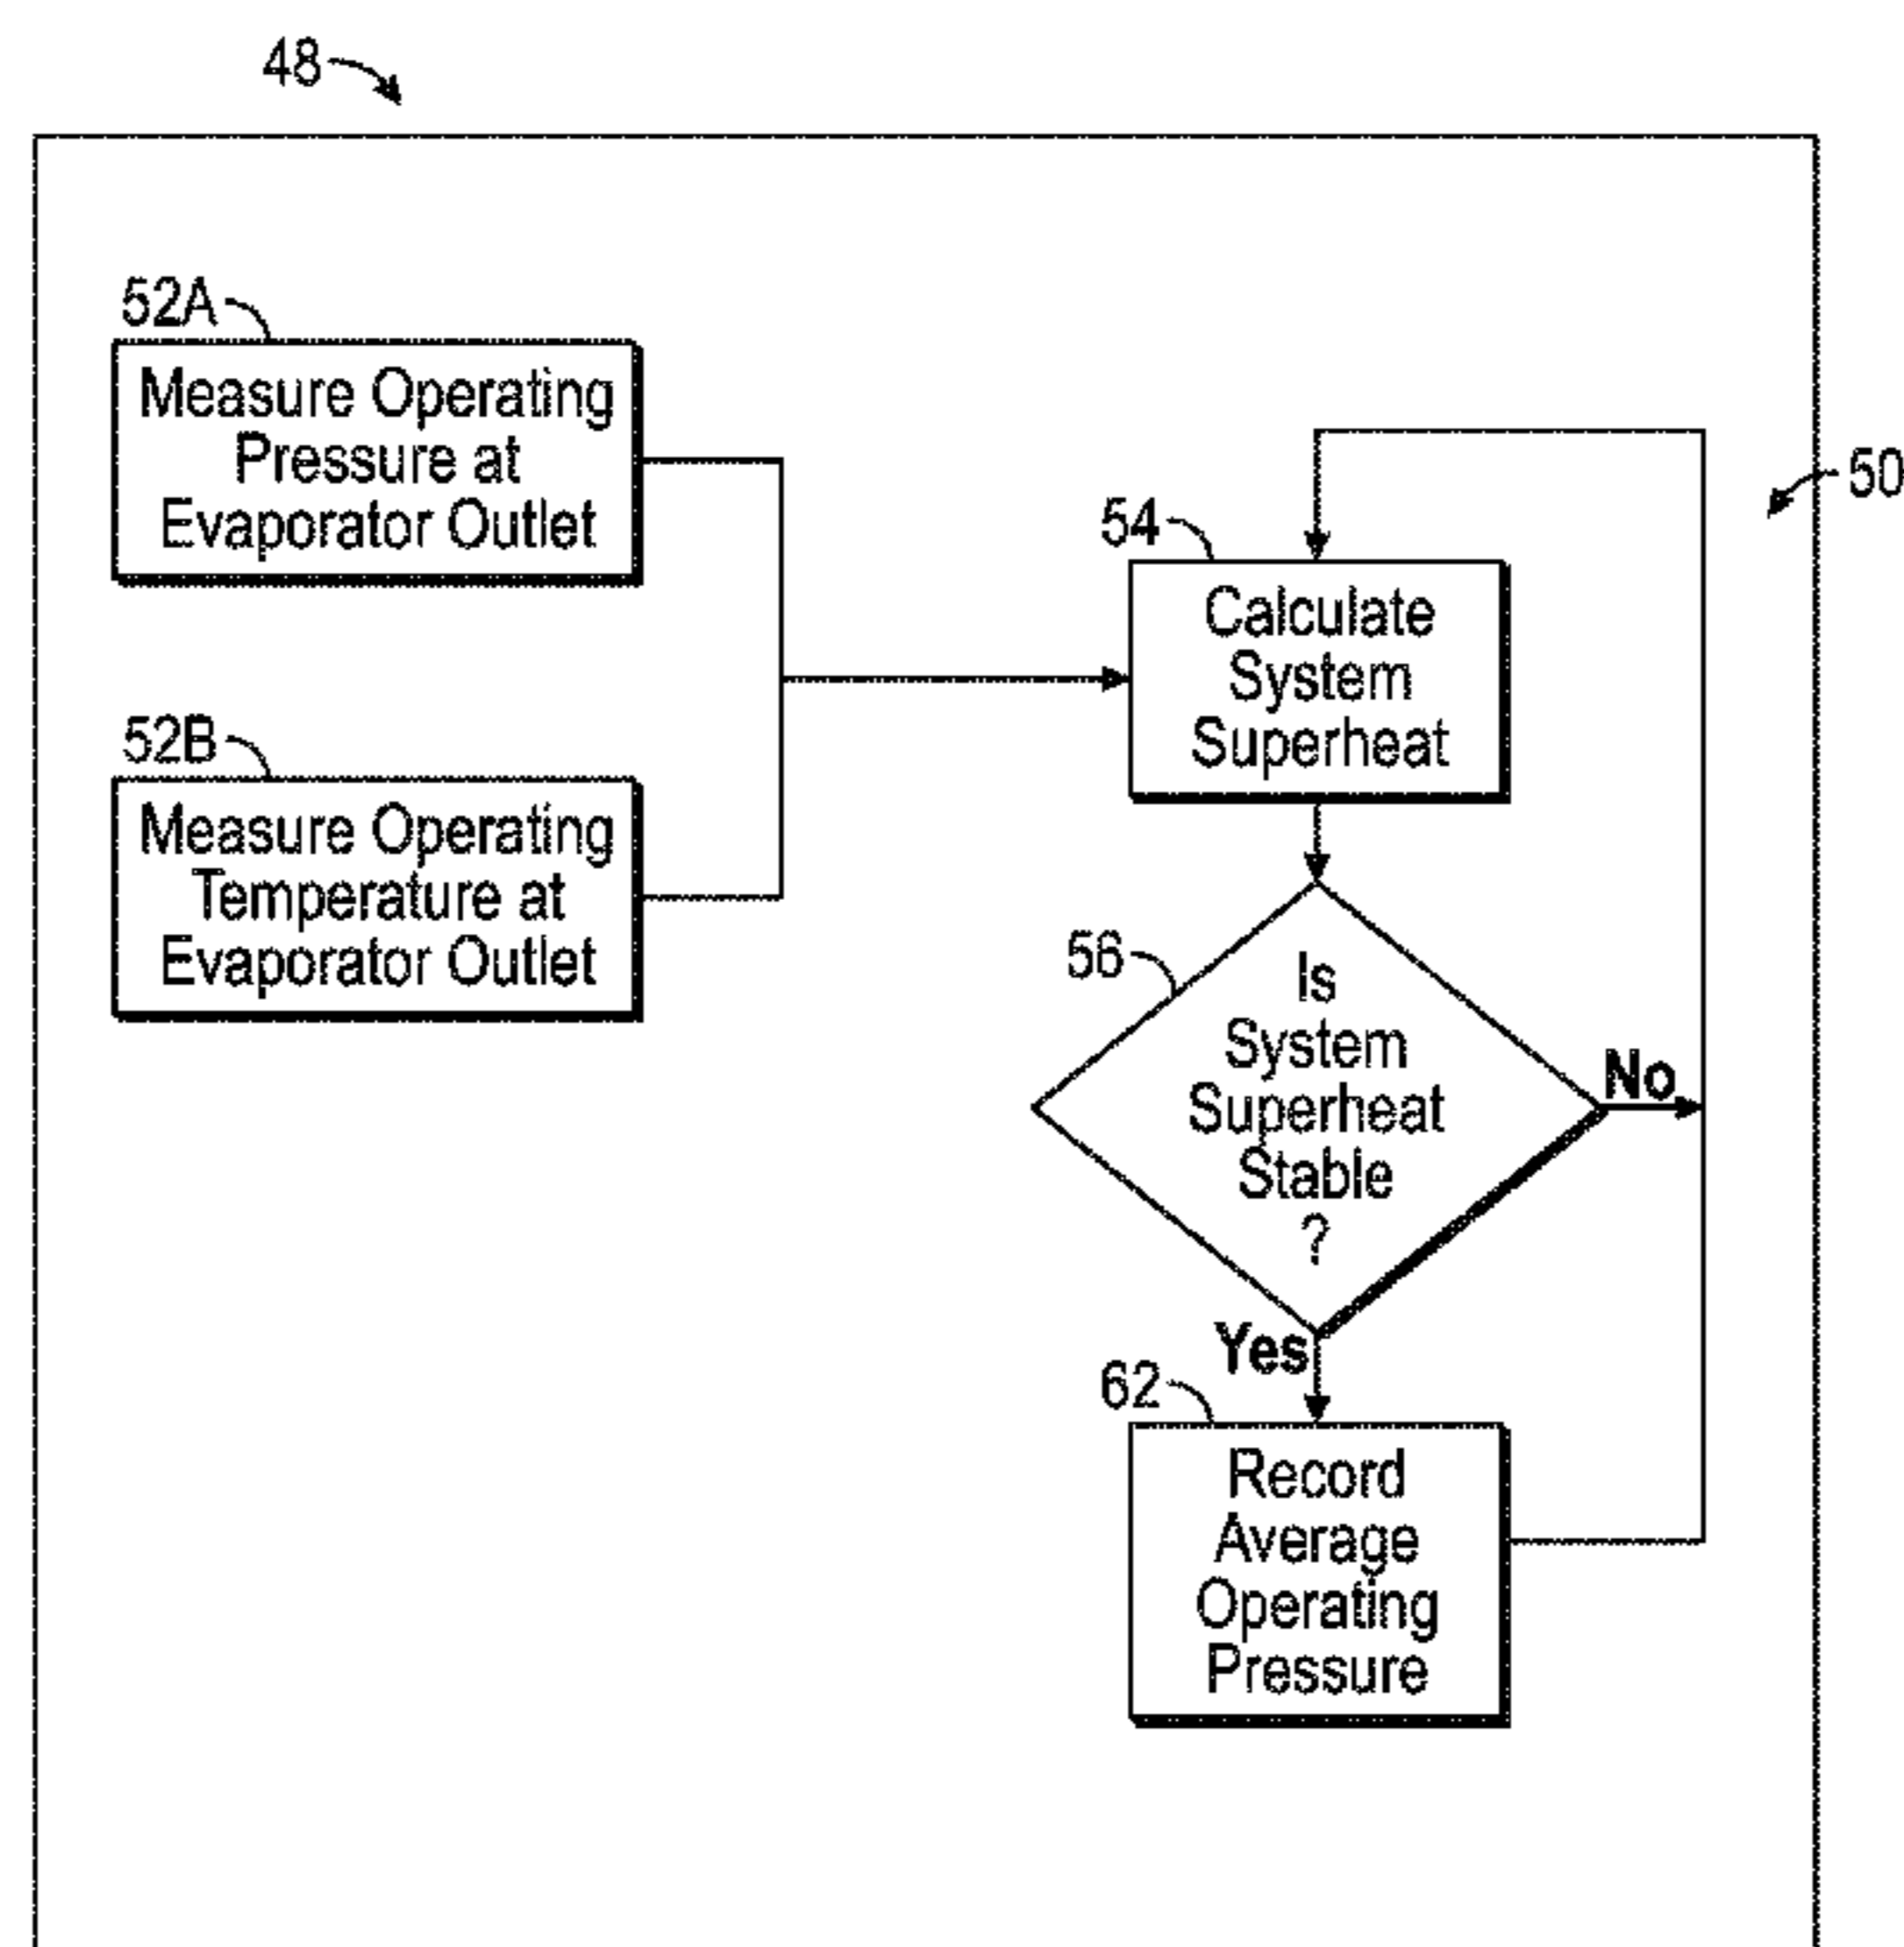 48
52A
Measure Operating
Pressure at
Evaporator Outlet
50
54
Calculate
System
Superheat
52B
Measure Operating
Temperature at
Evaporator Outlet
56
Is
System
Superheat
Stable
?
No
Yes
62
Record
Average
Operating
Pressure